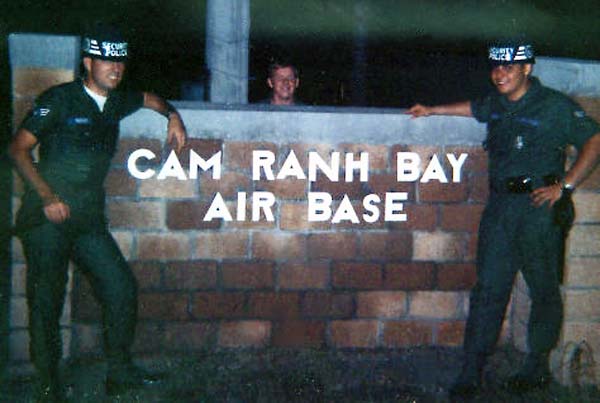 SECURITY
POLICE
SECURITY
POLICE
CAM RANH BAY
AIR BASE